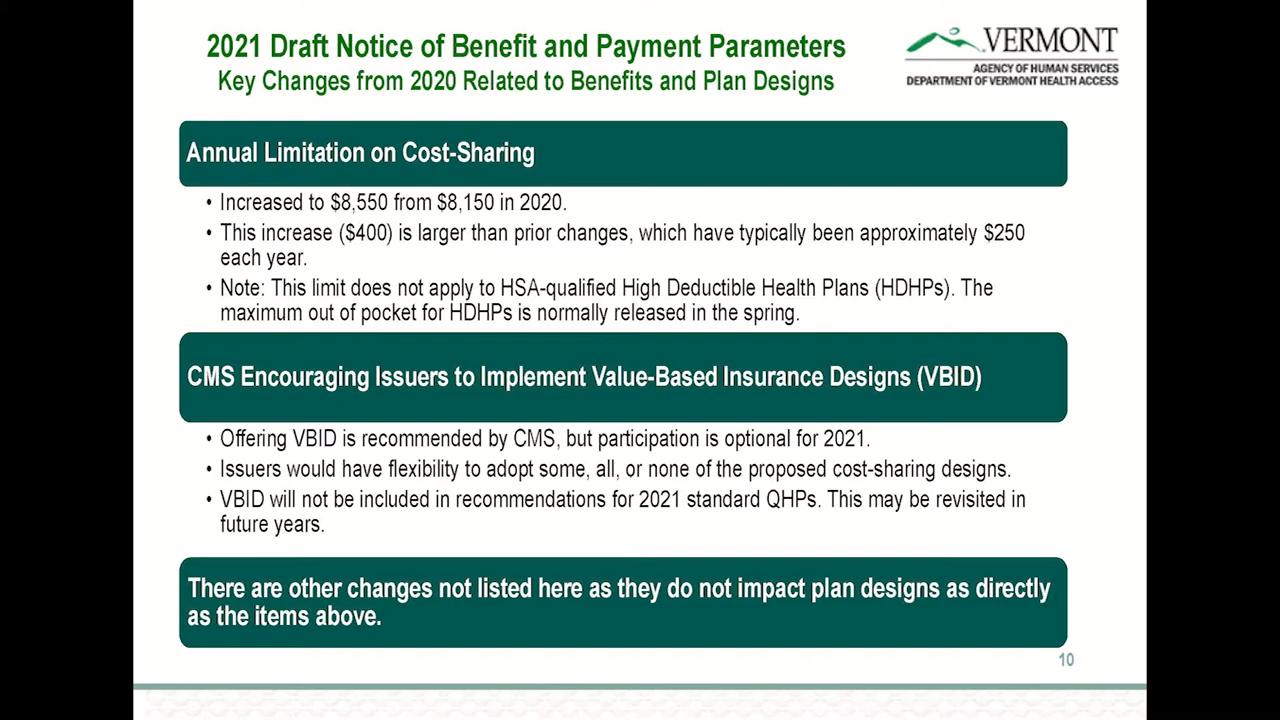 2021 Draft Notice of Benefit and Payment Parameters
Key Changes from 2020 Related to Benefits and Plan Designs
VERMONT
AGENCY OF HUMAN SERVICES
DEPARTMENT OF VERMONT HEALTH ACCESS
Annual Limitation on Cost-Sharing
• Increased to $8,550 from $8,150 in 2020.
• This increase ($400) is larger than prior changes, which have typically been approximately $250
each year.
• Note: This limit does not apply to HSA-qualified High Deductible Health Plans (HDHPs). The
maximum out of pocket for HDHPs is normally released in the spring.
CMS Encouraging Issuers to Implement Value-Based Insurance Designs (VBID)
• Offering VBID is recommended by CMS, but participation is optional for 2021.
• Issuers would have flexibility to adopt some, all, or none of the proposed cost-sharing designs.
• VBID will not be included in recommendations for 2021 standard QHPs. This may be revisited in
future years.
There are other changes not listed here as they do not impact plan designs as directly
as the items above.
10